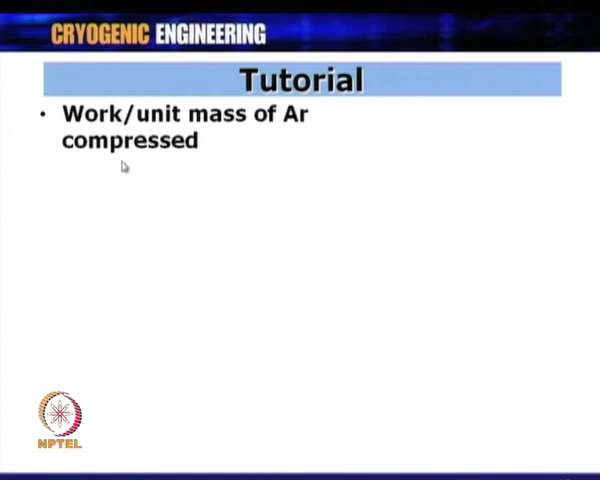 CRYOGENIC ENGINEERING
Tutorial
• Work/unit mass of Ar
compressed
NPTEL